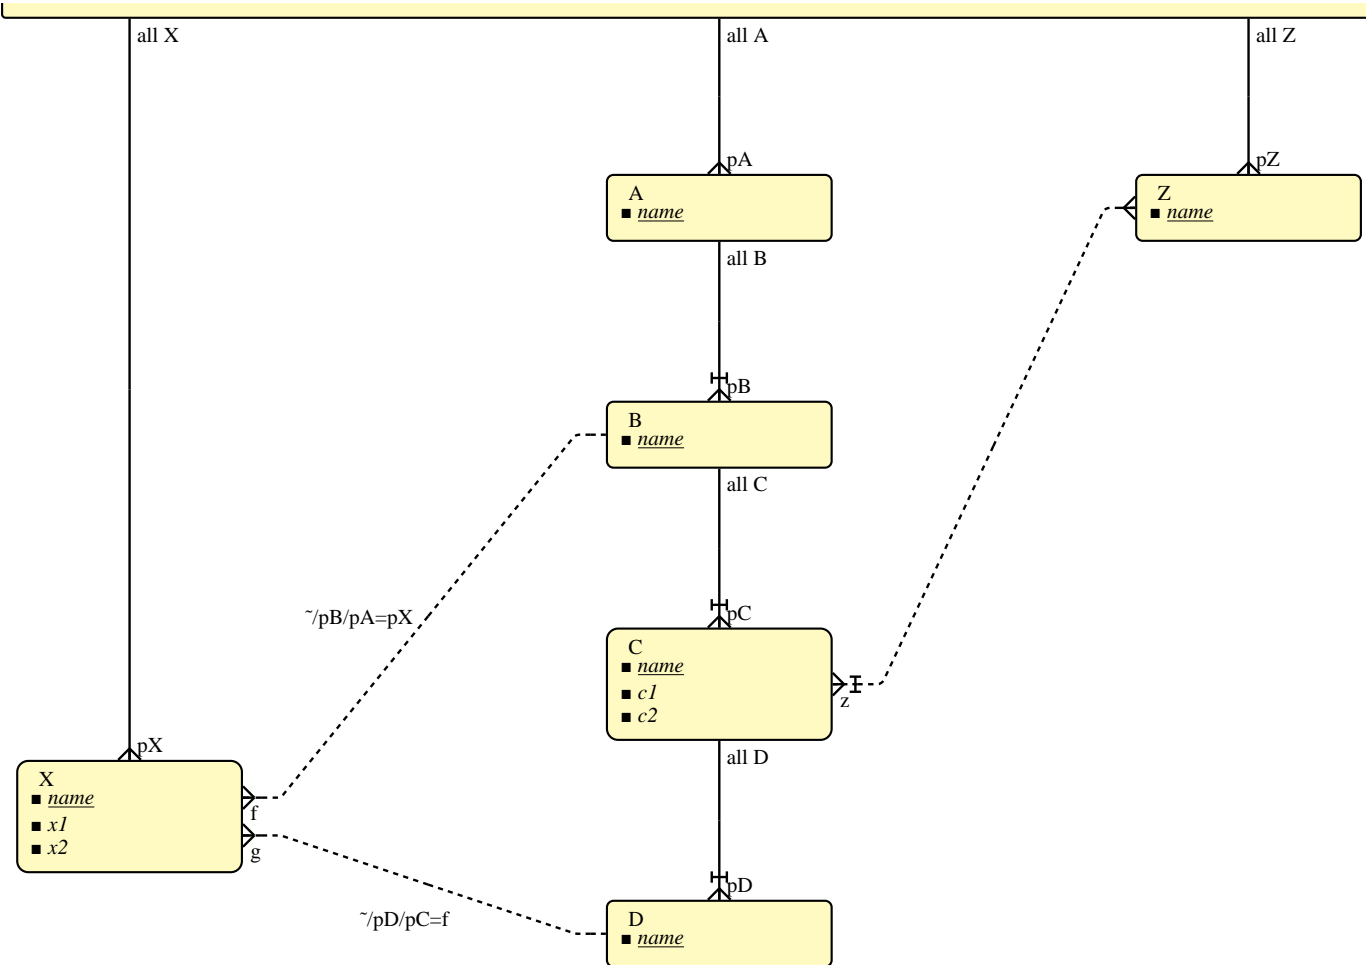 all X
all A
all Z
pA
pZ
A
name
Z
name
all B
pB
B
name
all C
~/pB/pA=pX
pC
C
name
c1
c2
z
pX
all D
X
name
x1
x2
f
g
pD
~/pD/pC=f
D
name